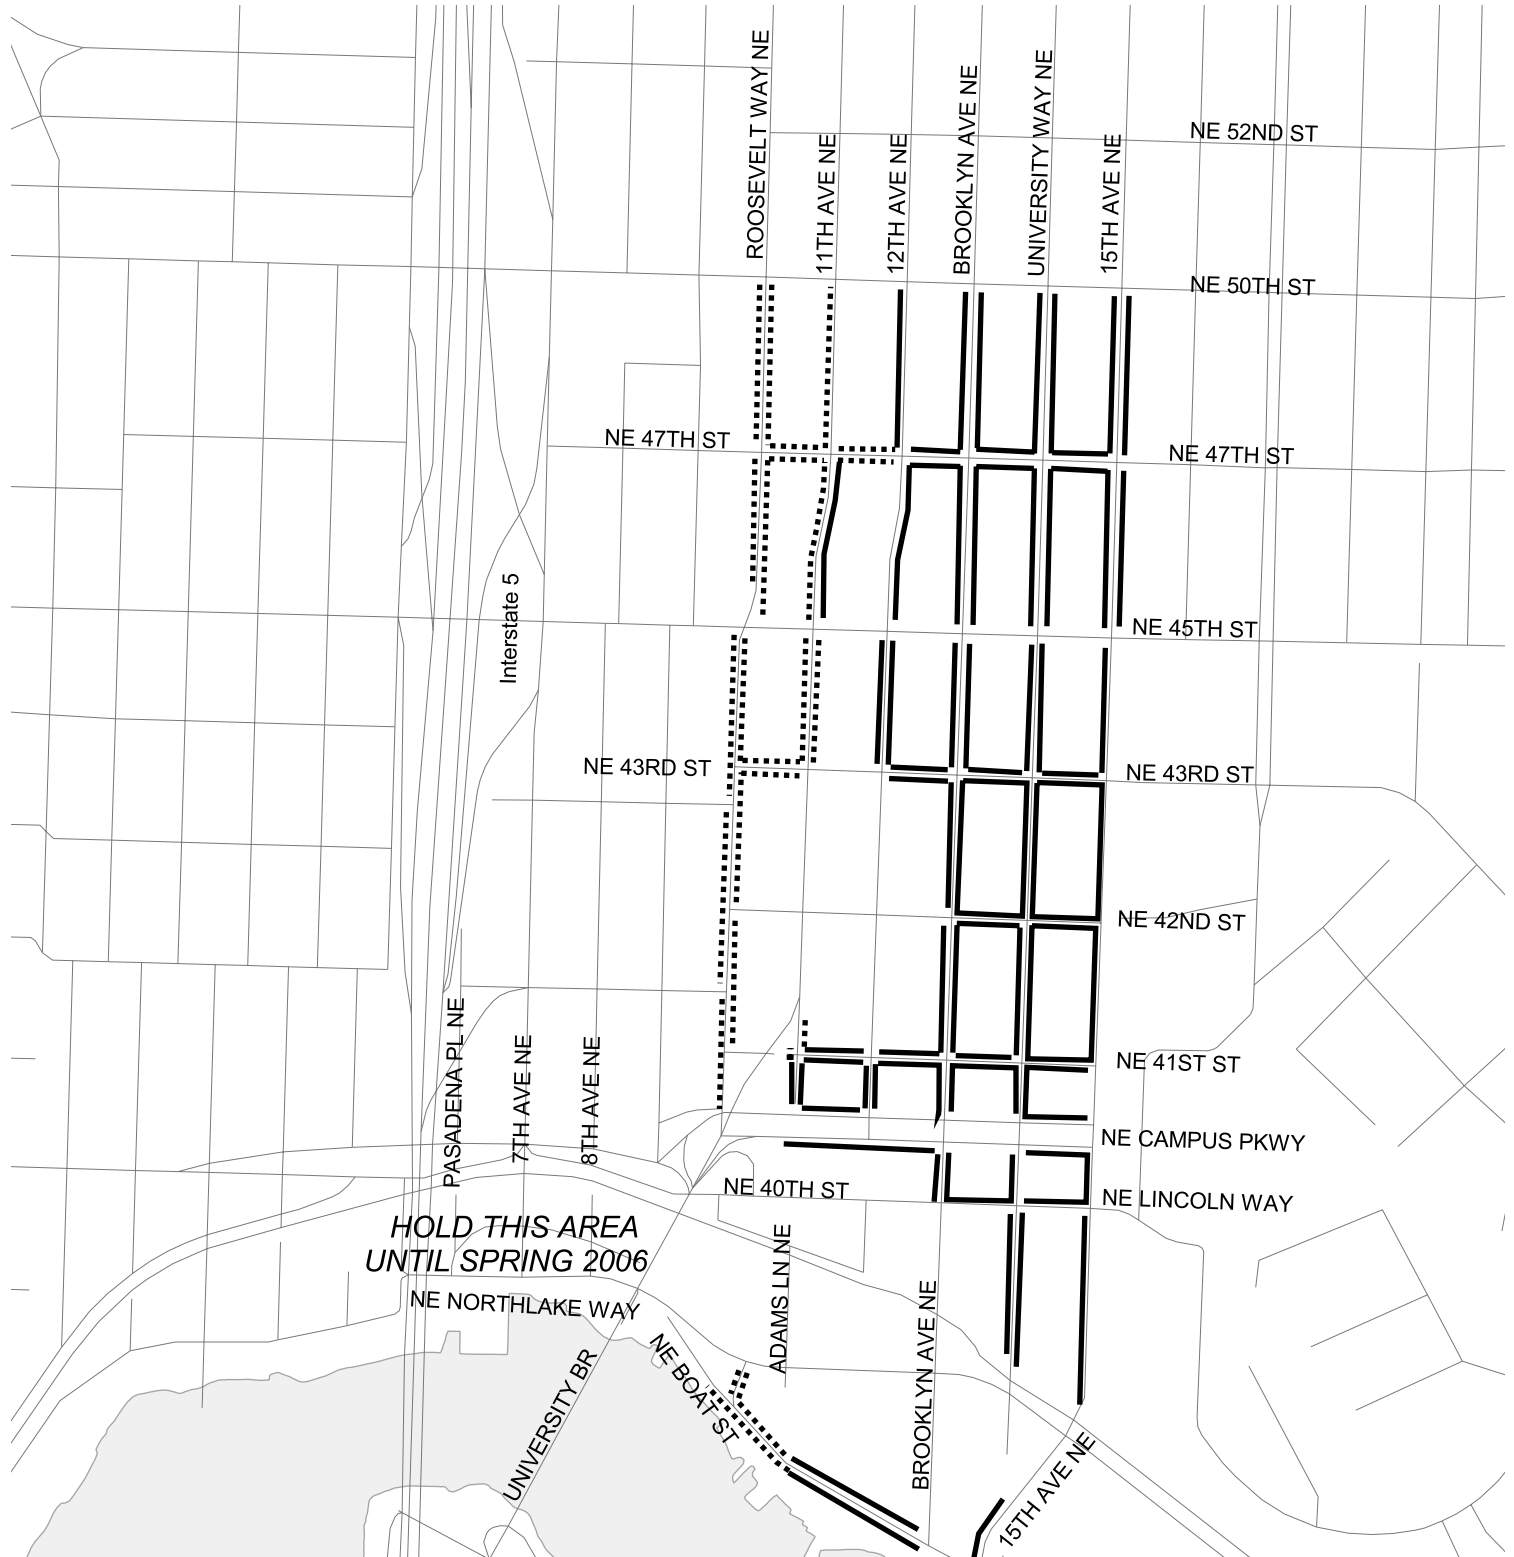 ROOSEVELT WAY NE
11TH AVE NE
12TH AVE NE
BROOKLYN AVE NE
UNIVERSITY WAY NE
15TH AVE NE
NE 52ND ST
NE 50TH ST
NE 47TH ST
NE 47TH ST
Interstate 5
NE 45TH ST
NE 43RD ST
NE 43RD ST
NE 42ND ST
PASADENA PL NE
7TH AVE NE
8TH AVE NE
NE 41ST ST
NE CAMPUS PKWY
NE 40TH ST
NE LINCOLN WAY
HOLD THIS AREA
UNTIL SPRING 2006
ADAMS LN NE
BROOKLYN AVE NE
NE NORTHLAKE WAY
NE BOAT ST
UNIVERSITY BR
15TH AVE NE